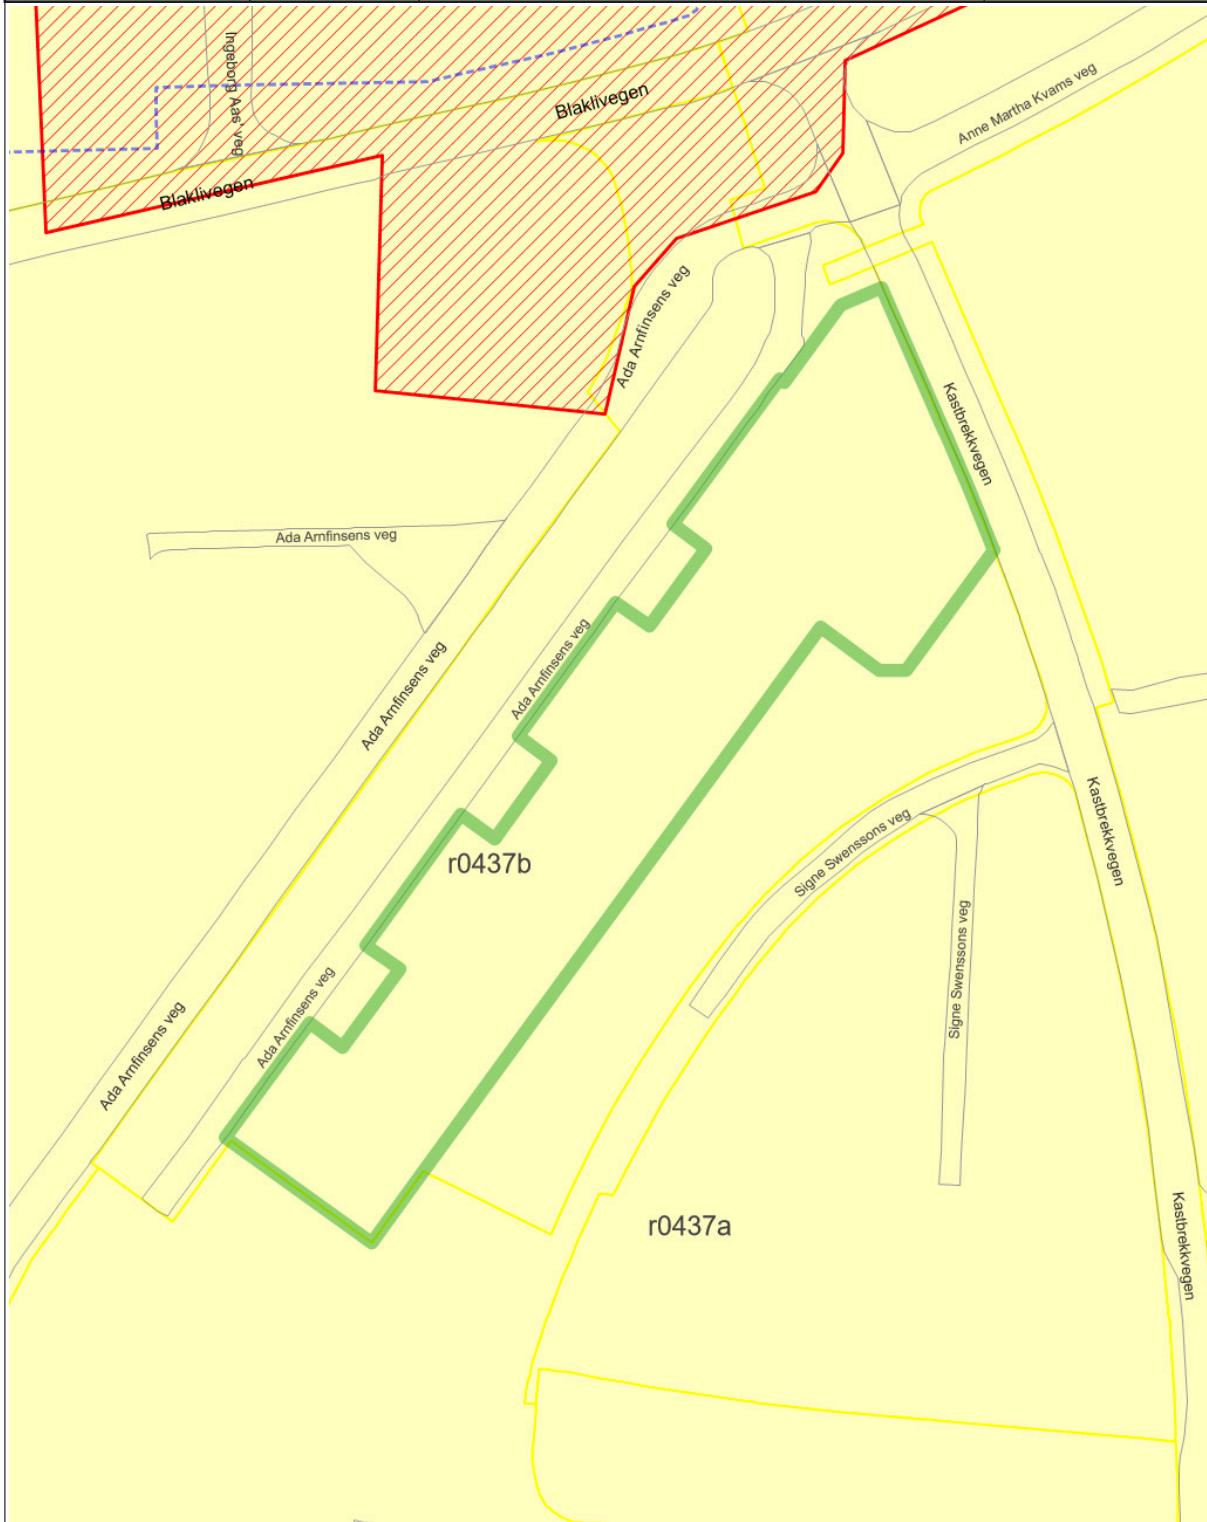 Ingeborg Aas' veg
Blaklivegen
Anne Martha Kvams veg
Blaklivegen
Ada Arnfinsens veg
Kastbrekkvegen
Ada Arnfinsens veg
Ada Arnfinsens veg
Ada Arnfinsens veg
Kastbrekkvegen
Signe Swenssons veg
r0437b
Signe Swenssons veg
Ada Arnfinsens veg
Ada Arnfinsens veg
r0437a
Kastbrekkvegen